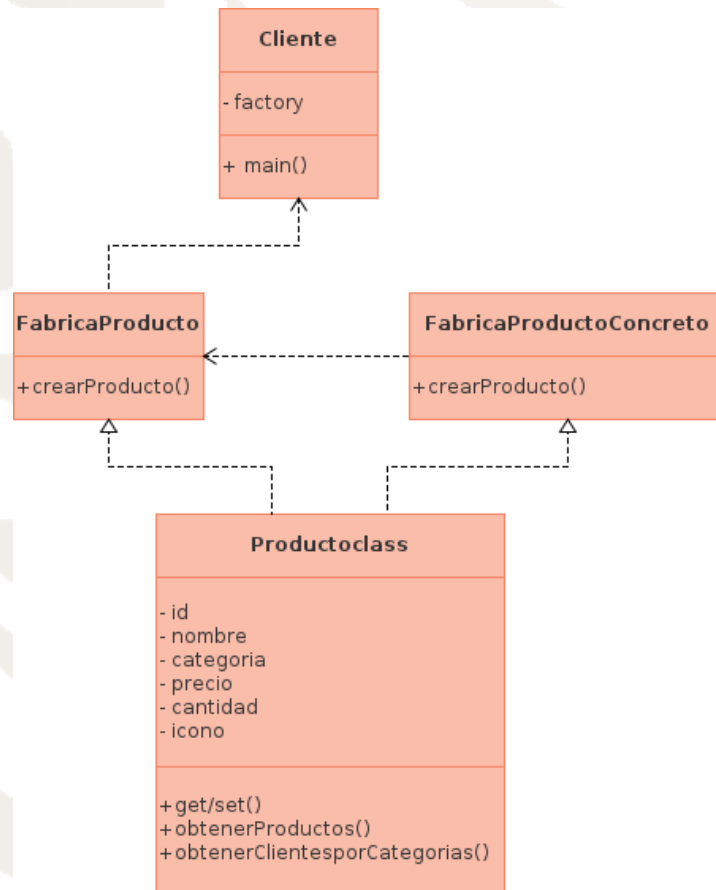 Cliente
- factory
+ main()
FabricaProducto
+crearProducto()
FabricaProductoConcreto
+crearProducto()
Productoclass
- id
- nombre
- categoria
- precio
- cantidad
- icono
+get/set()
+obtenerProductos()
+obtenerClientesporCategorias()